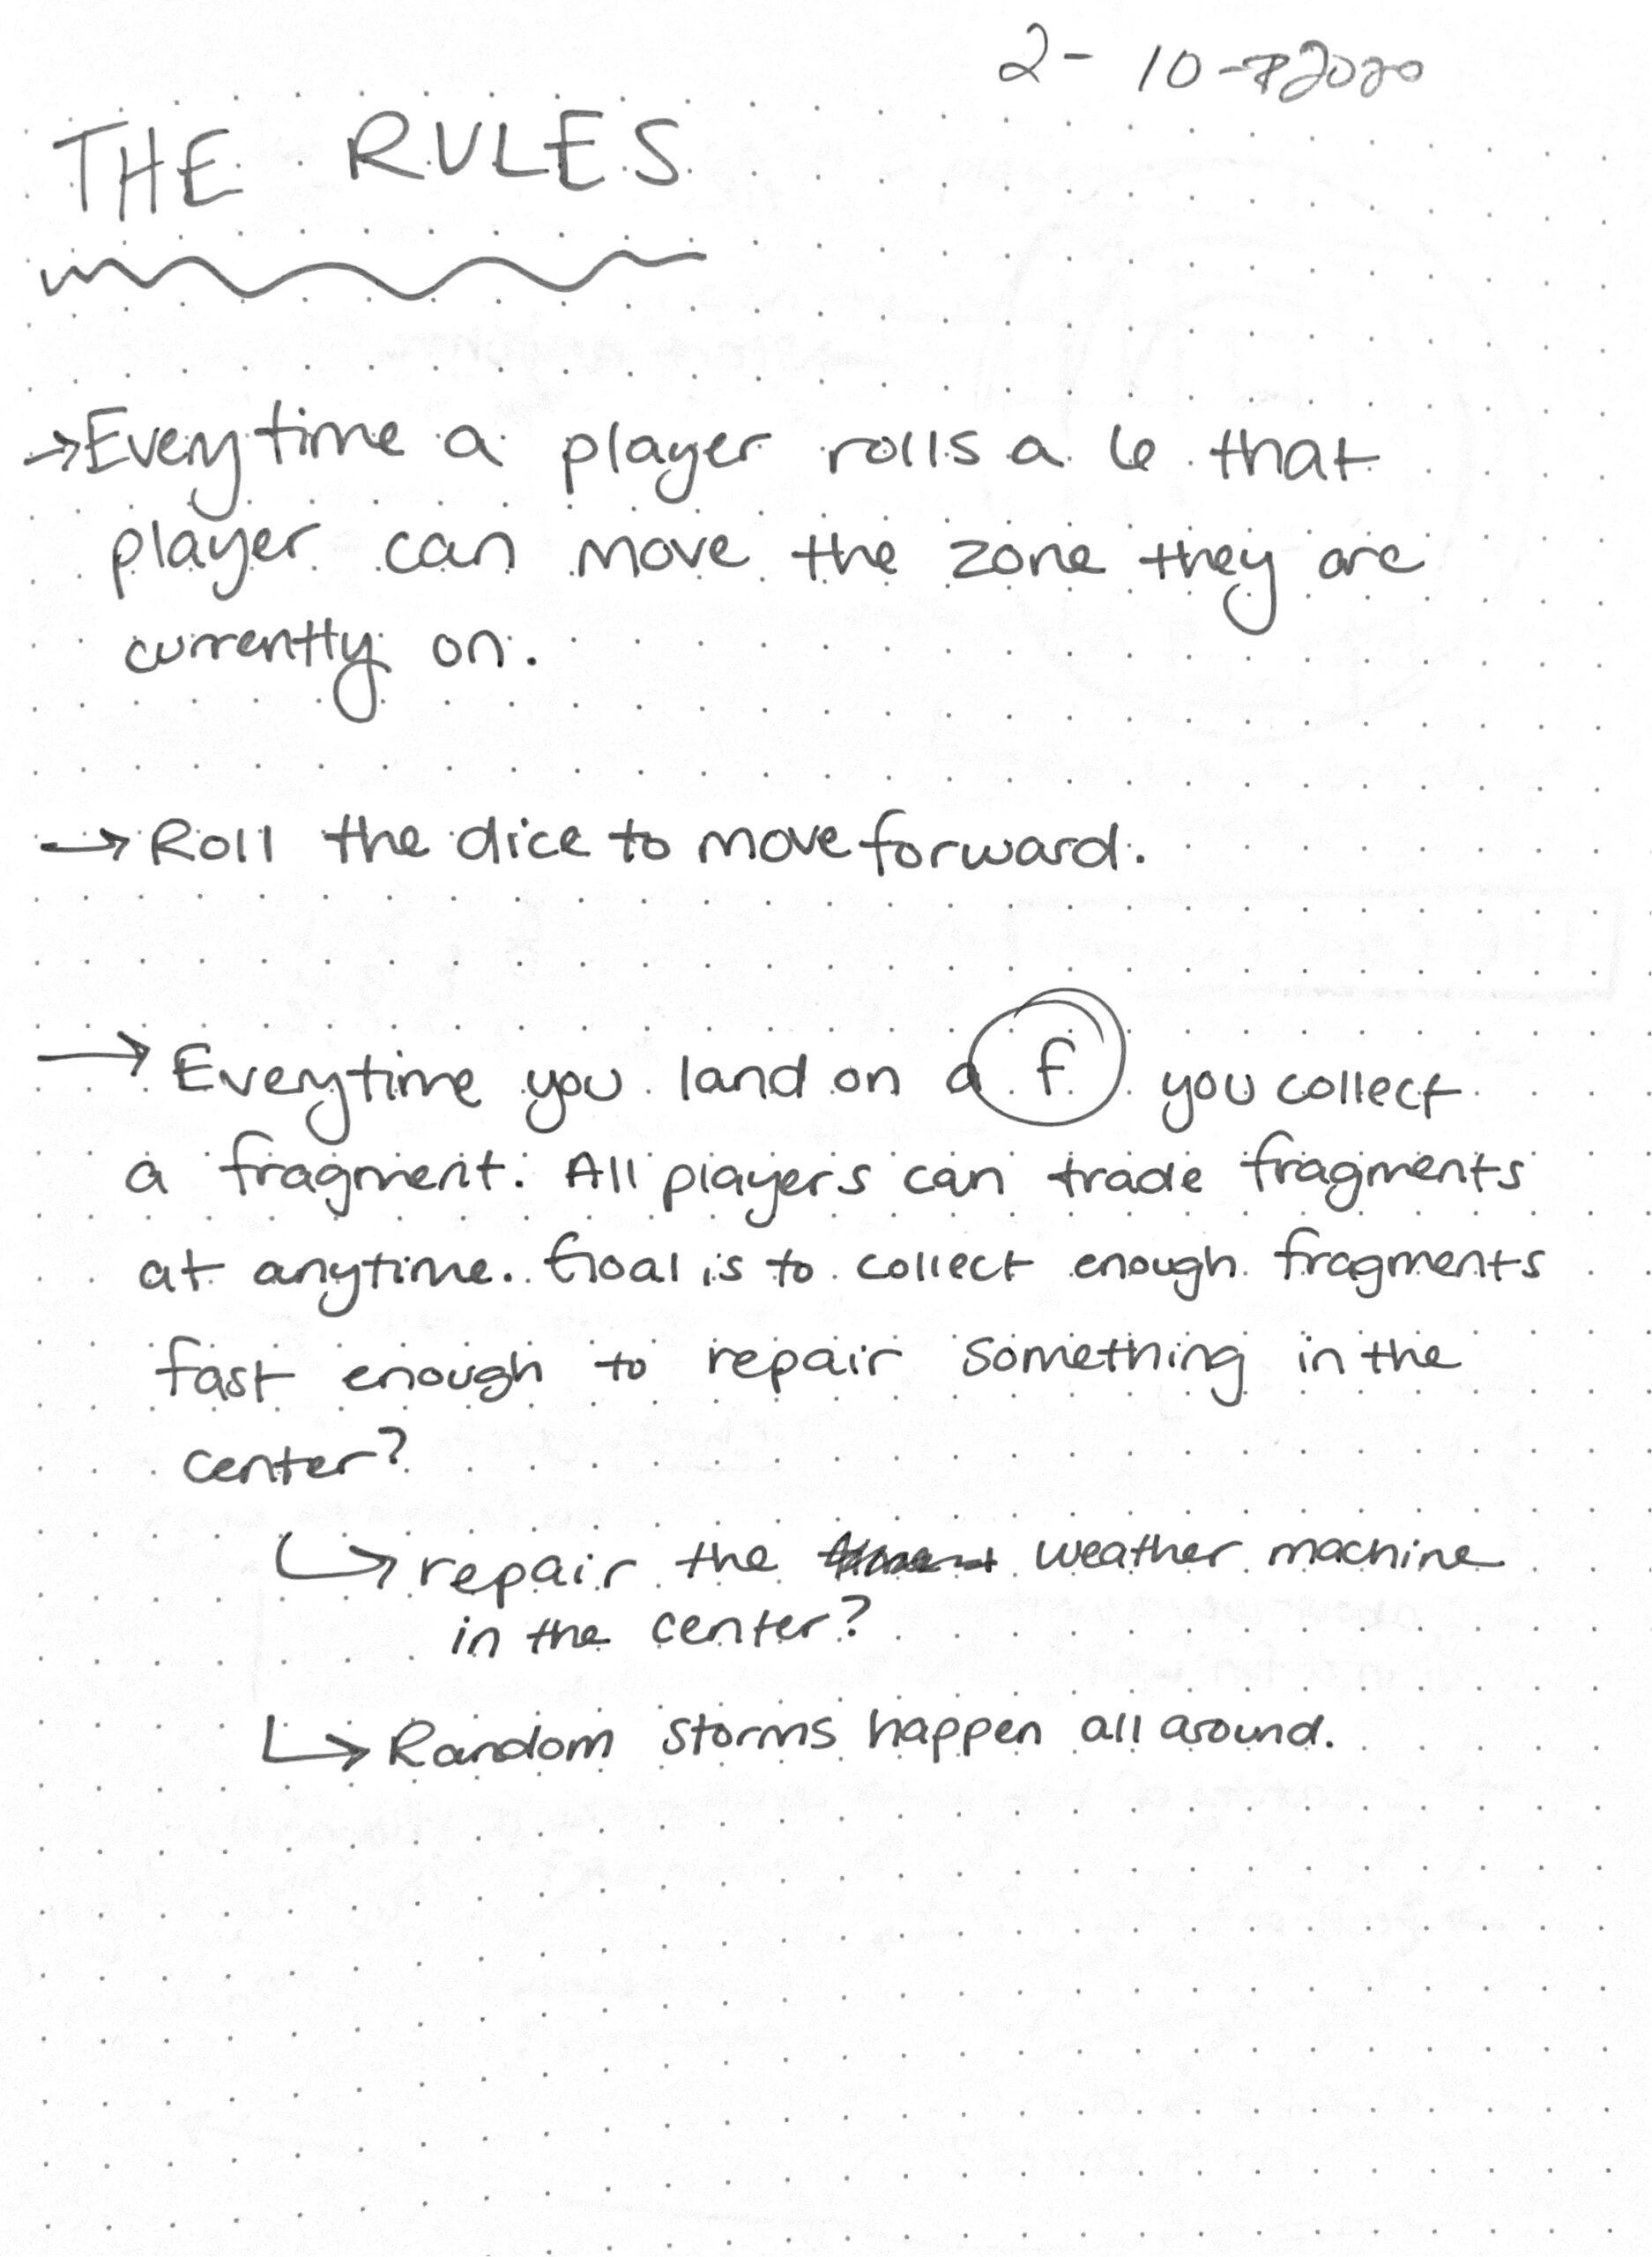 2-10-2020
THE RULES
→Everytime a player rolls a 6 that
player can move the zone they are
currently on.
→ Roll the dice to move forward.
→ Everytime you land on a f you collect
a fragment. All players can trade fragments
at anytime. Goal is to collect enough fragments
fast enough to repair something in the
center?
↳ repair the weather machine
in the center?
↳ Random storms happen all around.